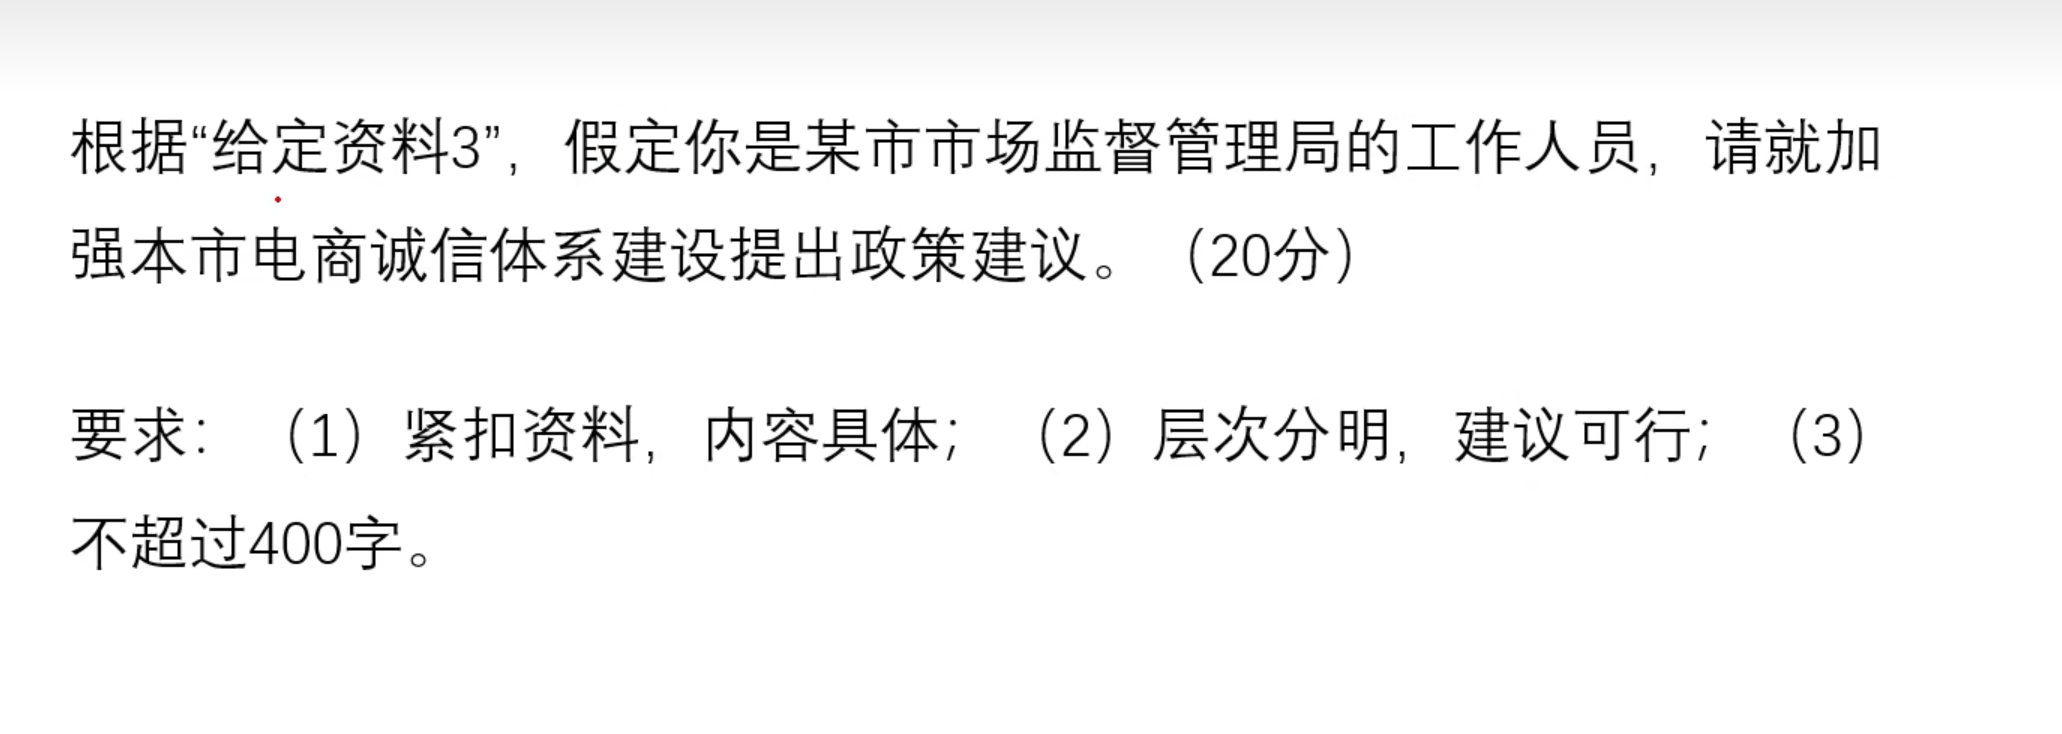 根据“给定资料3”，假定你是某市市场监督管理局的工作人员，请就加
强本市电商诚信体系建设提出政策建议。（20分）
要求：（1）紧扣资料，内容具体；（2）层次分明，建议可行；（3）
不超过400字。